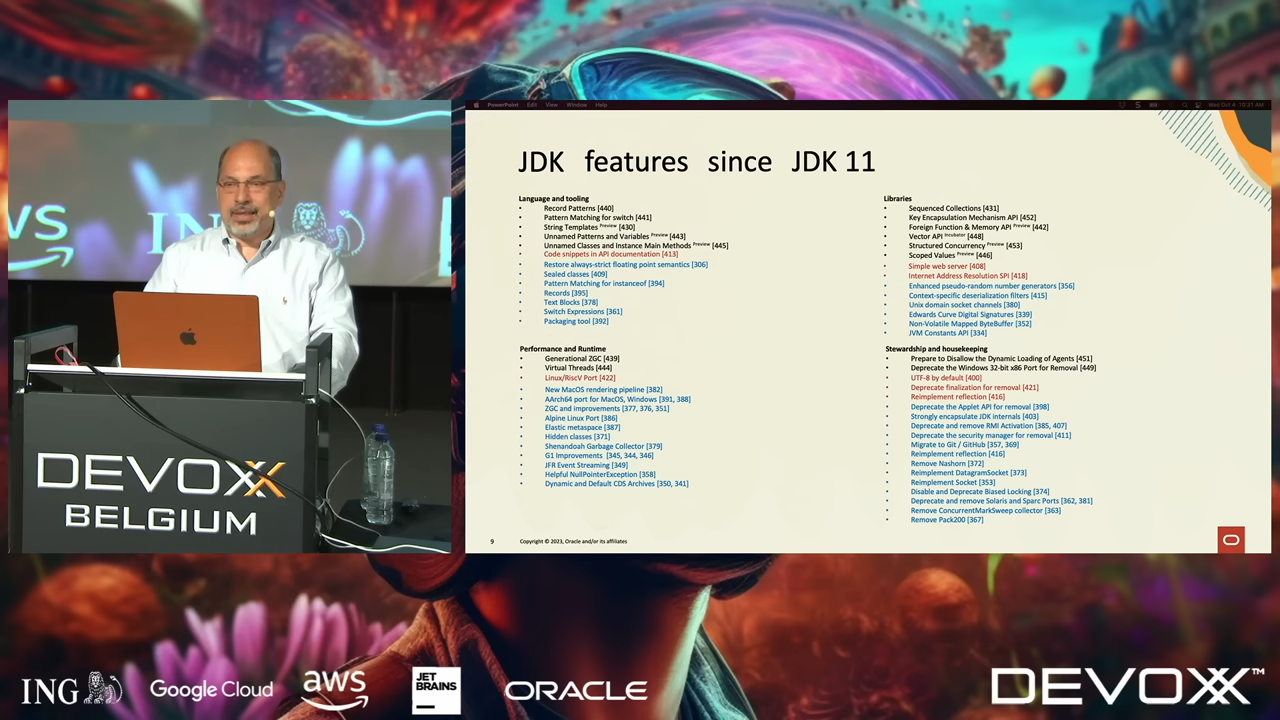 PowerPoint Edit View Window Help
Wed Oct 4 10:31 AM
JDK features since JDK 11
Language and tooling
• Record Patterns [440]
• Pattern Matching for switch [441]
• String Templates Preview [430]
• Unnamed Patterns and Variables Preview [443]
• Unnamed Classes and Instance Main Methods Preview [445]
• Code snippets in API documentation [413]
• Restore always-strict floating point semantics [306]
• Sealed classes [409]
• Pattern Matching for instanceof [394]
• Records [395]
• Text Blocks [378]
• Switch Expressions [361]
• Packaging tool [392]
Performance and Runtime
• Generational ZGC [439]
• Virtual Threads [444]
• Linux/RiscV Port [422]
• New MacOS rendering pipeline [382]
• AArch64 port for MacOS, Windows [391, 388]
• ZGC and improvements [377, 376, 351]
• Alpine Linux Port [386]
• Elastic metaspace [387]
• Hidden classes [371]
• Shenandoah Garbage Collector [379]
• G1 Improvements [345, 344, 346]
• JFR Event Streaming [349]
• Helpful NullPointerException [358]
• Dynamic and Default CDS Archives [350, 341]
Libraries
• Sequenced Collections [431]
• Key Encapsulation Mechanism API [452]
• Foreign Function & Memory API Preview [442]
• Vector API Incubator [448]
• Structured Concurrency Preview [453]
• Scoped Values Preview [446]
• Simple web server [408]
• Internet Address Resolution SPI [418]
• Enhanced pseudo-random number generators [356]
• Context-specific deserialization filters [415]
• Unix domain socket channels [380]
• Edwards Curve Digital Signatures [339]
• Non-Volatile Mapped ByteBuffer [352]
• JVM Constants API [334]
Stewardship and housekeeping
• Prepare to Disallow the Dynamic Loading of Agents [451]
• Deprecate the Windows 32-bit x86 Port for Removal [449]
• UTF-8 by default [400]
• Deprecate finalization for removal [421]
• Reimplement reflection [416]
• Deprecate the Applet API for removal [398]
• Strongly encapsulate JDK internals [403]
• Deprecate and remove RMI Activation [385, 407]
• Deprecate the security manager for removal [411]
• Migrate to Git / GitHub [357, 369]
• Reimplement reflection [416]
• Remove Nashorn [372]
• Reimplement DatagramSocket [373]
• Reimplement Socket [353]
• Disable and Deprecate Biased Locking [374]
• Deprecate and remove Solaris and Sparc Ports [362, 381]
• Remove ConcurrentMarkSweep collector [363]
• Remove Pack200 [367]
9 Copyright © 2023, Oracle and/or its affiliates
WS
ING
DEVOXX
BELGIUM
ING
Google Cloud
aws
JET
BRAINS
ORACLE
DEVOXX™